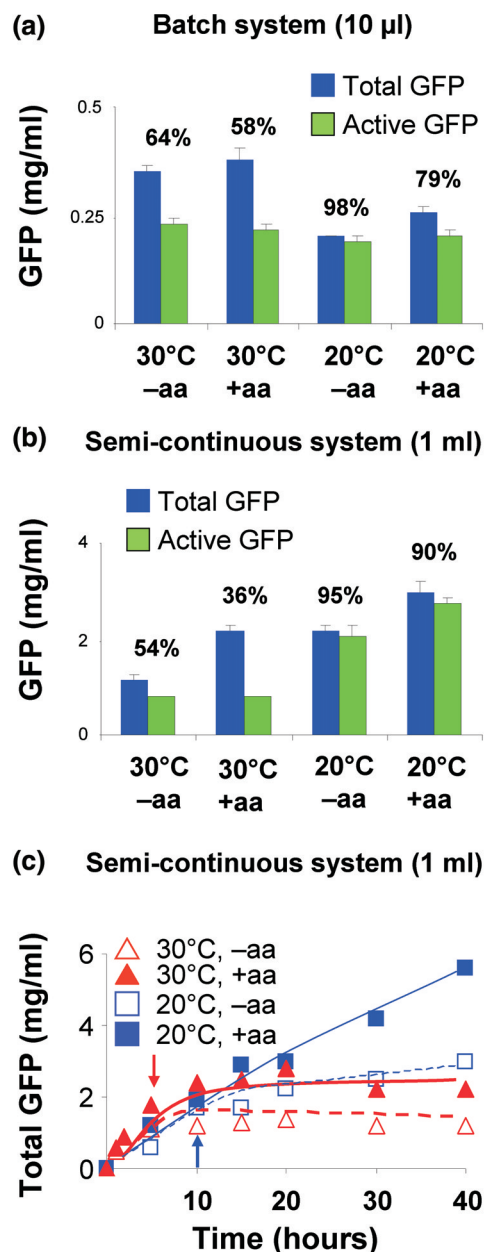 (a) Batch system (10 µl)
Total GFP
Active GFP
GFP (mg/ml)
0.5
0.25
0
64%
58%
98%
79%
30°C 30°C 20°C 20°C
–aa +aa –aa +aa
(b) Semi-continuous system (1 ml)
Total GFP
Active GFP
GFP (mg/ml)
4
2
0
54%
36%
95%
90%
30°C 30°C 20°C 20°C
–aa +aa –aa +aa
(c) Semi-continuous system (1 ml)
30°C, –aa
30°C, +aa
20°C, –aa
20°C, +aa
Total GFP (mg/ml)
6
4
2
0
10 20 30 40
Time (hours)